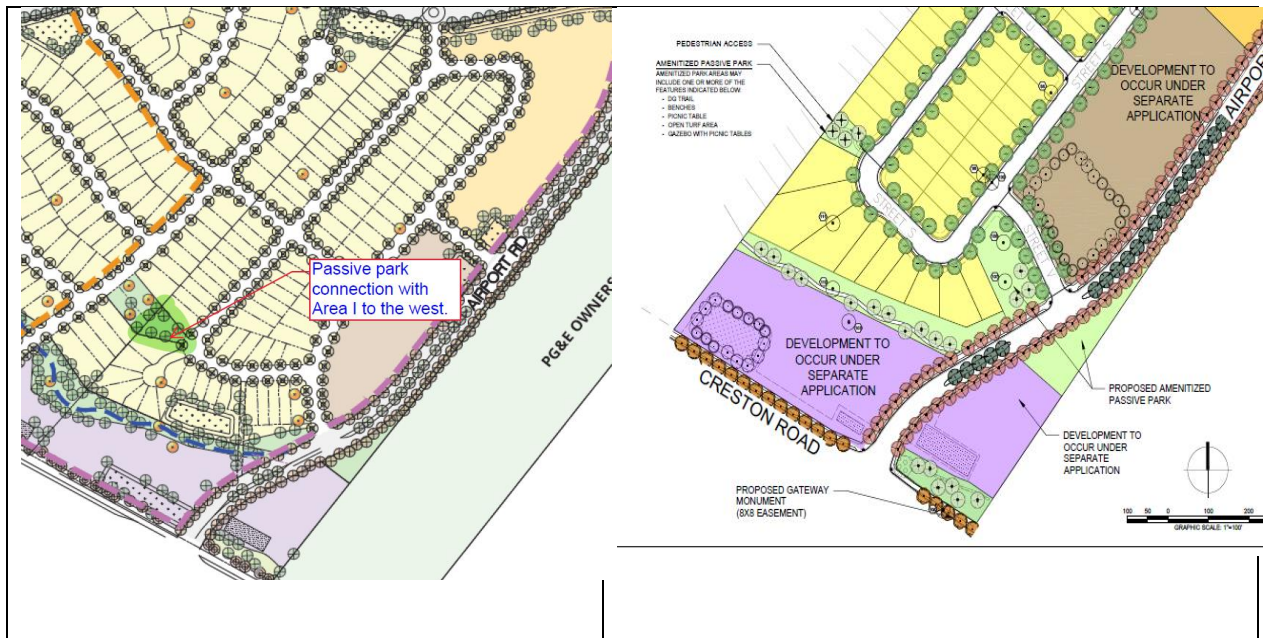 Passive park
connection with
Area I to the west.
AIRPORT RD
PG&E OWNERS
PEDESTRIAN ACCESS
AMENITIZED PASSIVE PARK
AMENITIZED PARK AREAS MAY
INCLUDE ONE OR MORE OF THE
FEATURES INDICATED BELOW:
- DG TRAIL
- BENCHES
- PICNIC TABLE
- OPEN TURF AREA
- GAZEBO WITH PICNIC TABLES
STREET U
STREET S
STREET V
DEVELOPMENT TO
OCCUR UNDER
SEPARATE
APPLICATION
AIRPORT
DEVELOPMENT TO
OCCUR UNDER
SEPARATE
APPLICATION
CRESTON ROAD
PROPOSED AMENITIZED
PASSIVE PARK
DEVELOPMENT TO
OCCUR UNDER
SEPARATE
APPLICATION
PROPOSED GATEWAY
MONUMENT
(8X8 EASEMENT)
100 50 0 100 200
GRAPHIC SCALE: 1"=100'